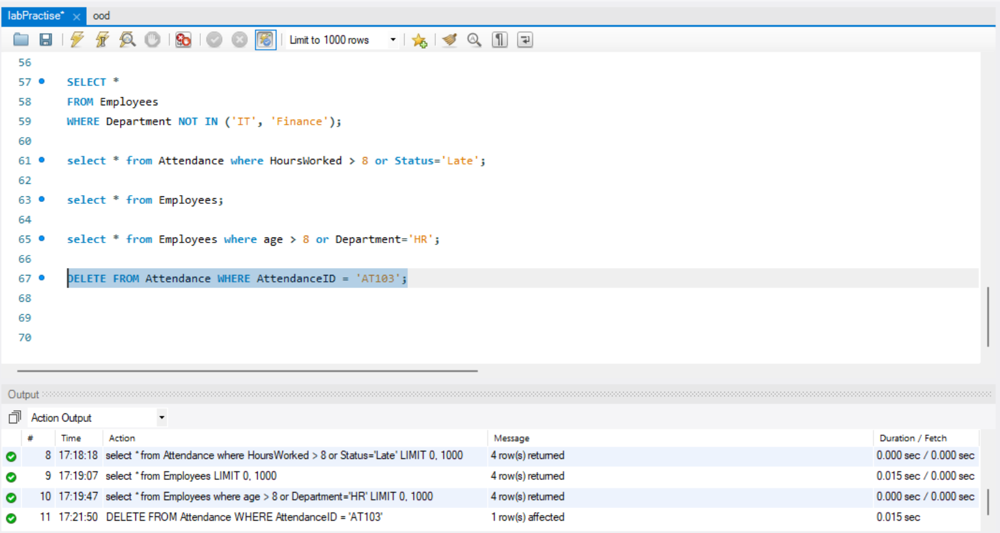 labPractise* × ood
Limit to 1000 rows
56
57 SELECT *
58 FROM Employees
59 WHERE Department NOT IN ('IT', 'Finance');
60
61 select * from Attendance where HoursWorked > 8 or Status='Late';
62
63 select * from Employees;
64
65 select * from Employees where age > 8 or Department='HR';
66
67 DELETE FROM Attendance WHERE AttendanceID = 'AT103';
68
69
70
Output
Action Output
# Time Action Message Duration / Fetch
8 17:18:18 select * from Attendance where HoursWorked > 8 or Status='Late' LIMIT 0, 1000 4 row(s) returned 0.000 sec / 0.000 sec
9 17:19:07 select * from Employees LIMIT 0, 1000 4 row(s) returned 0.015 sec / 0.000 sec
10 17:19:47 select * from Employees where age > 8 or Department='HR' LIMIT 0, 1000 4 row(s) returned 0.000 sec / 0.000 sec
11 17:21:50 DELETE FROM Attendance WHERE AttendanceID = 'AT103' 1 row(s) affected 0.015 sec